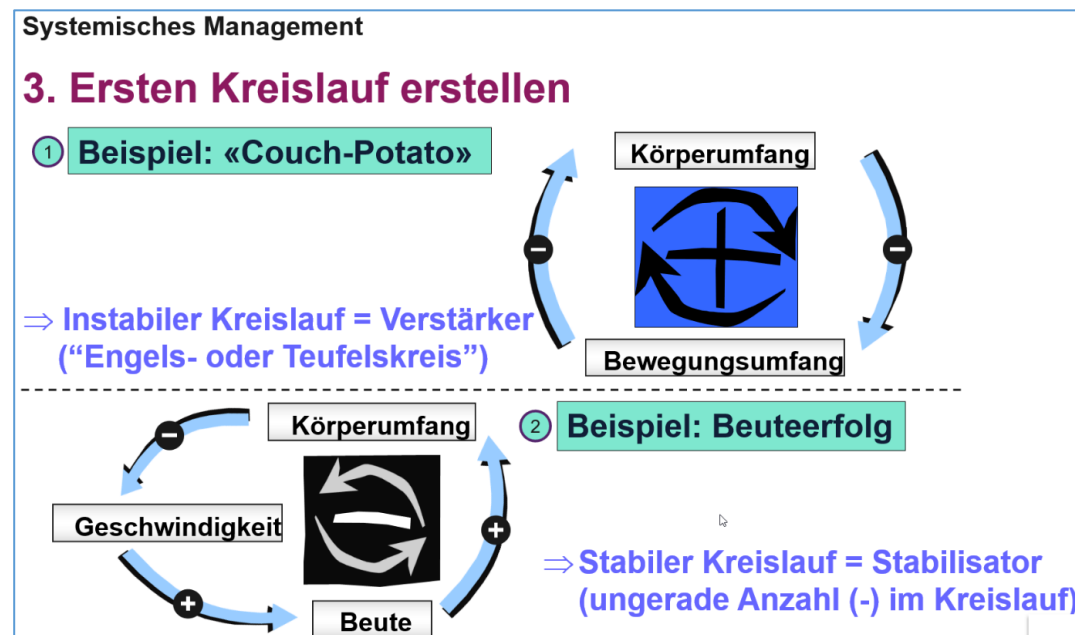 Systemisches Management
3. Ersten Kreislauf erstellen
1 Beispiel: «Couch-Potato»
Körperumfang
−
−
+
⇒ Instabiler Kreislauf = Verstärker
(“Engels- oder Teufelskreis”)
Bewegungsumfang
Körperumfang
2 Beispiel: Beuteerfolg
−
Geschwindigkeit
−
+
+
⇒ Stabiler Kreislauf = Stabilisator
(ungerade Anzahl (-) im Kreislauf)
Beute